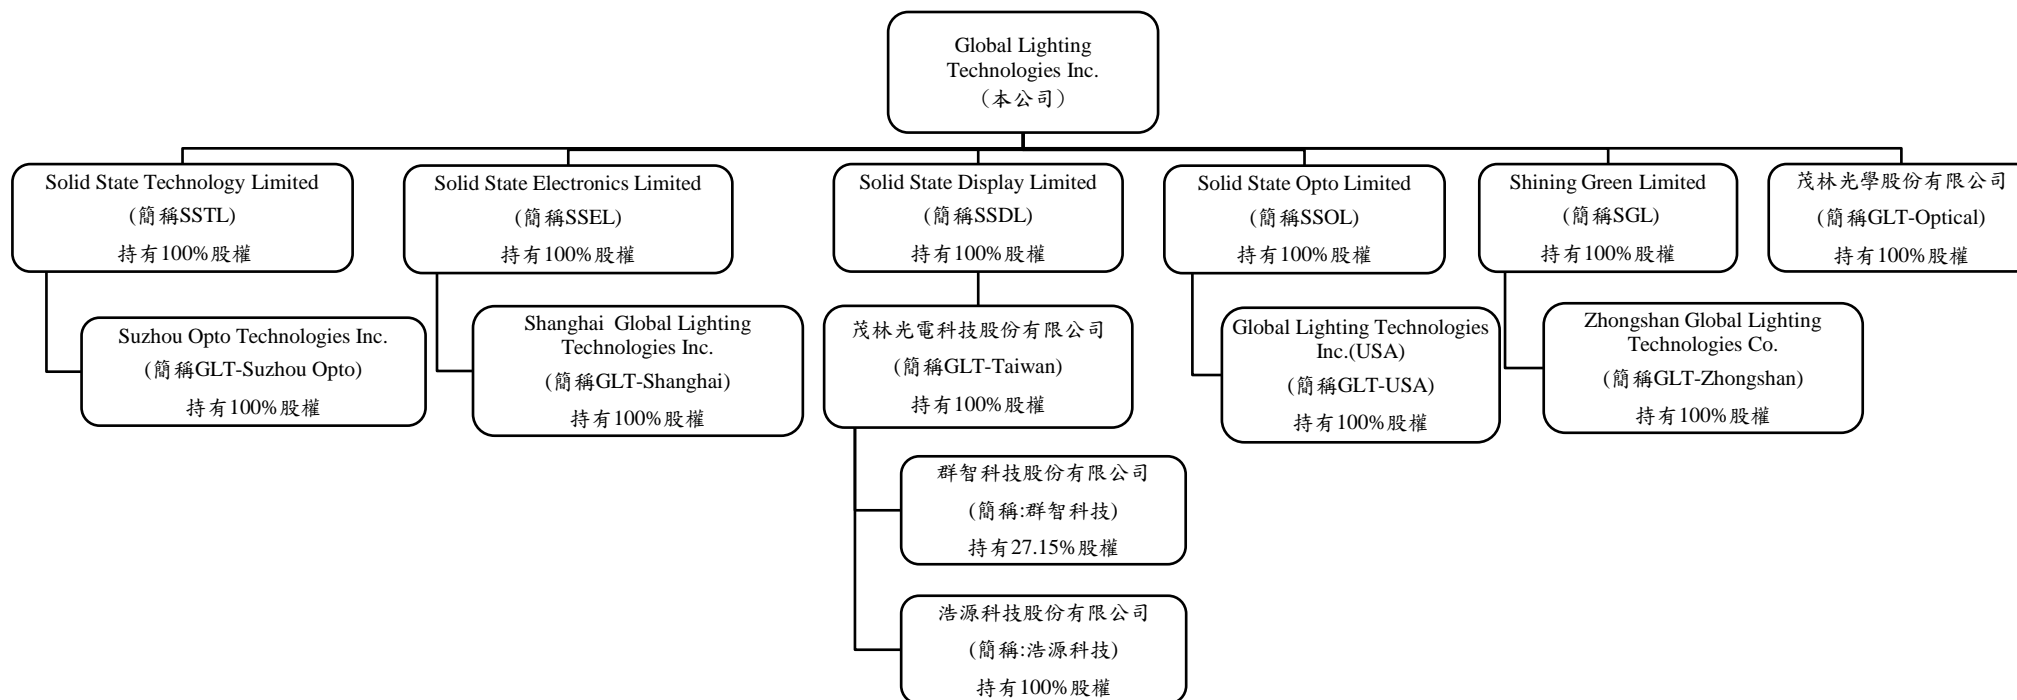 Global Lighting
Technologies Inc.
（本公司）
Solid State Technology Limited
(簡稱SSTL)
持有100%股權
Solid State Electronics Limited
(簡稱SSEL)
持有100%股權
Solid State Display Limited
(簡稱SSDL)
持有100%股權
Solid State Opto Limited
(簡稱SSOL)
持有100%股權
Shining Green Limited
(簡稱SGL)
持有100%股權
茂林光學股份有限公司
(簡稱GLT-Optical)
持有100%股權
Suzhou Opto Technologies Inc.
(簡稱GLT-Suzhou Opto)
持有100%股權
Shanghai  Global Lighting
Technologies Inc.
(簡稱GLT-Shanghai)
持有100%股權
茂林光電科技股份有限公司
(簡稱GLT-Taiwan)
持有100%股權
Global Lighting Technologies
Inc.(USA)
(簡稱GLT-USA)
持有100%股權
Zhongshan Global Lighting
Technologies Co.
(簡稱GLT-Zhongshan)
持有100%股權
群智科技股份有限公司
(簡稱:群智科技)
持有27.15%股權
浩源科技股份有限公司
(簡稱:浩源科技)
持有100%股權